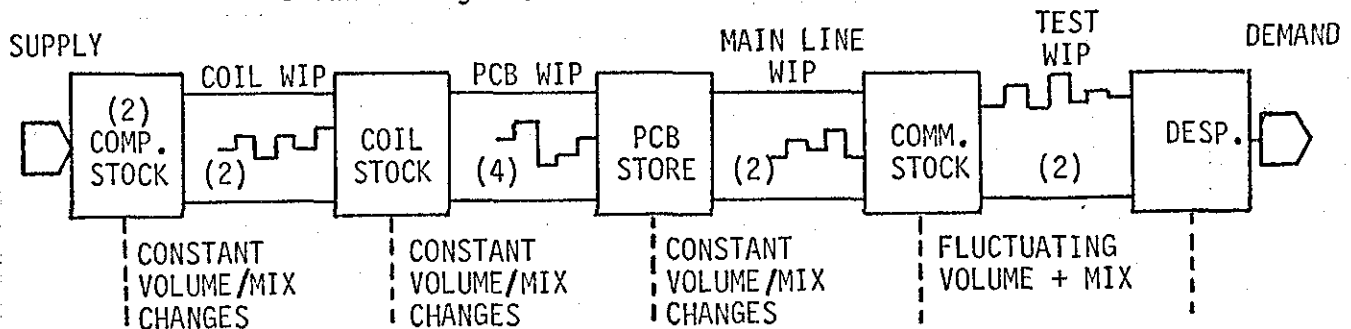 SUPPLY
COIL WIP
PCB WIP
MAIN LINE
WIP
TEST
WIP
DEMAND
(2)
COMP.
STOCK
(2)
COIL
STOCK
(4)
PCB
STORE
(2)
COMM.
STOCK
(2)
DESP.
CONSTANT
VOLUME/MIX
CHANGES
CONSTANT
VOLUME/MIX
CHANGES
CONSTANT
VOLUME/MIX
CHANGES
FLUCTUATING
VOLUME + MIX